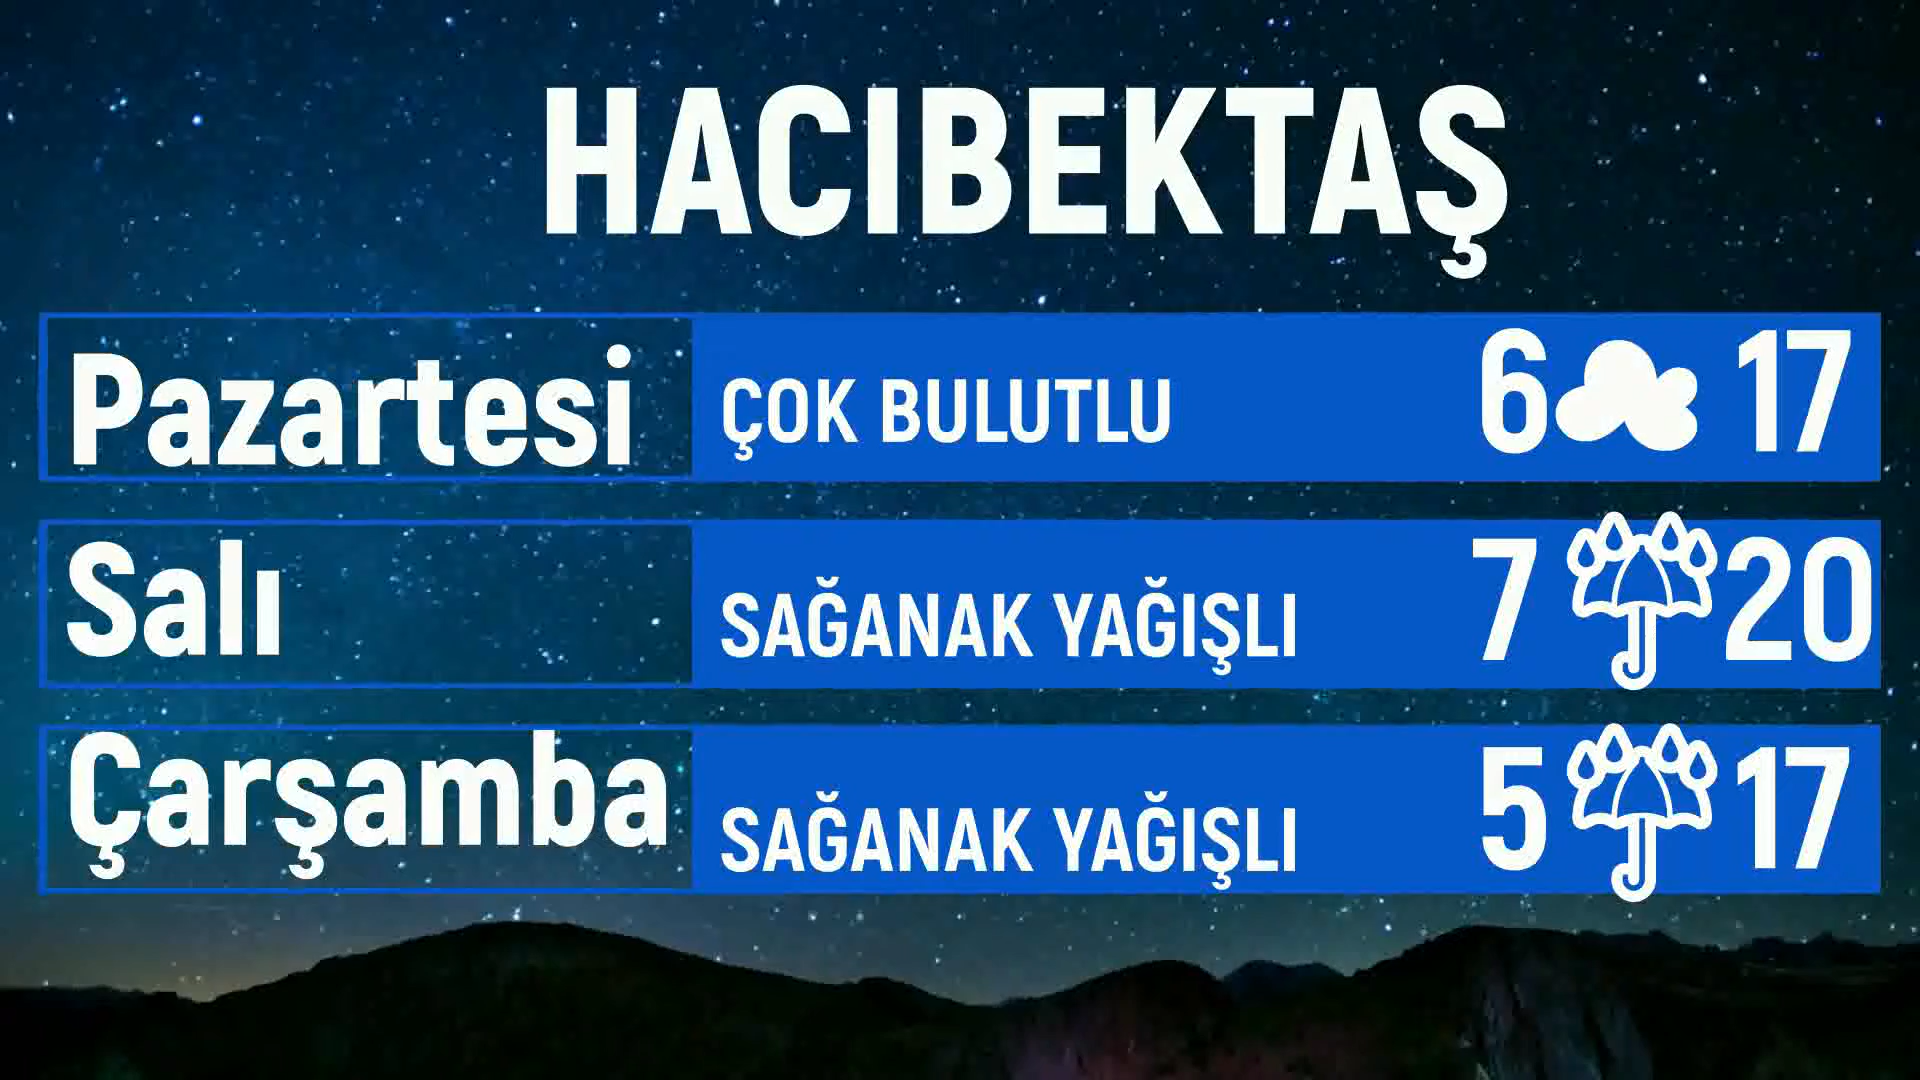 HACIBEKTAŞ
Pazartesi ÇOK BULUTLU 6 17
Salı SAĞANAK YAĞIŞLI 7 20
Çarşamba SAĞANAK YAĞIŞLI 5 17